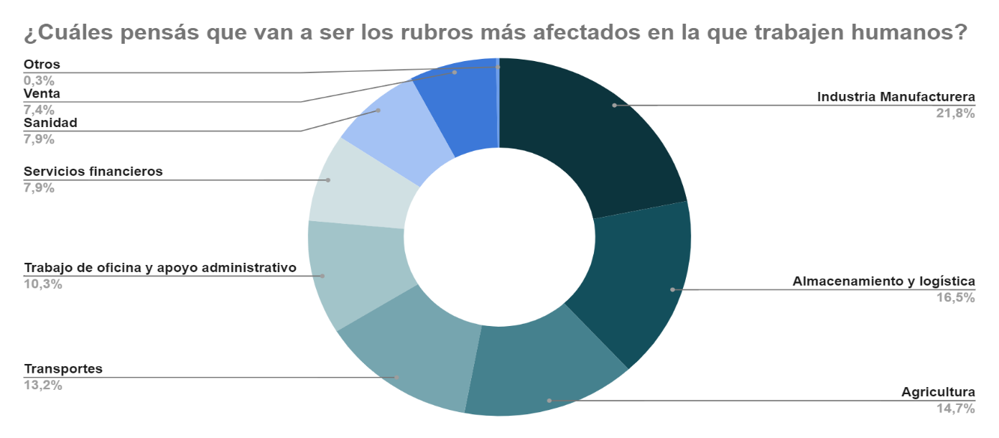 ¿Cuáles pensás que van a ser los rubros más afectados en la que trabajen humanos?
Otros
0,3%
Venta
7,4%
Sanidad
7,9%
Servicios financieros
7,9%
Trabajo de oficina y apoyo administrativo
10,3%
Transportes
13,2%
Industria Manufacturera
21,8%
Almacenamiento y logística
16,5%
Agricultura
14,7%